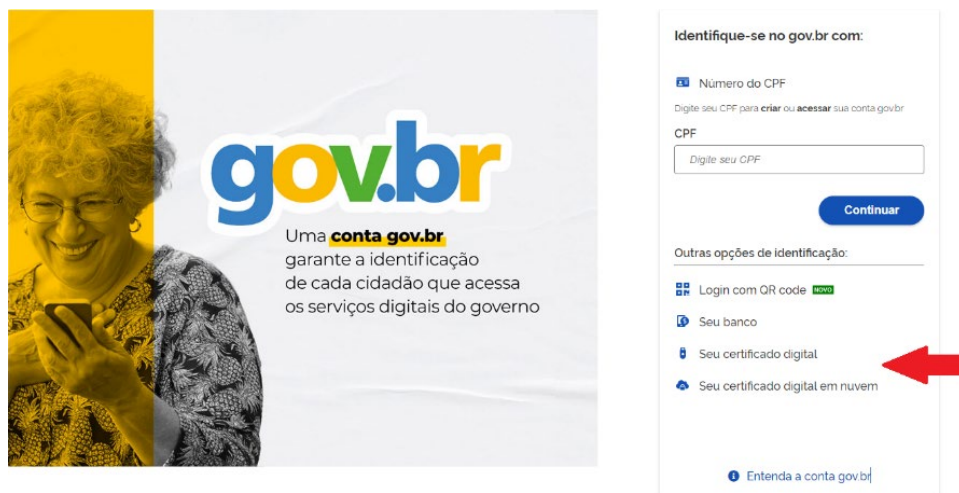 gov.br
Uma conta gov.br
garante a identificação
de cada cidadão que acessa
os serviços digitais do governo
Identifique-se no gov.br com:
Número do CPF
Digite seu CPF para criar ou acessar sua conta gov.br
CPF
Digite seu CPF
Continuar
Outras opções de identificação:
Login com QR code NOVO
Seu banco
Seu certificado digital
Seu certificado digital em nuvem
Entenda a conta gov.br